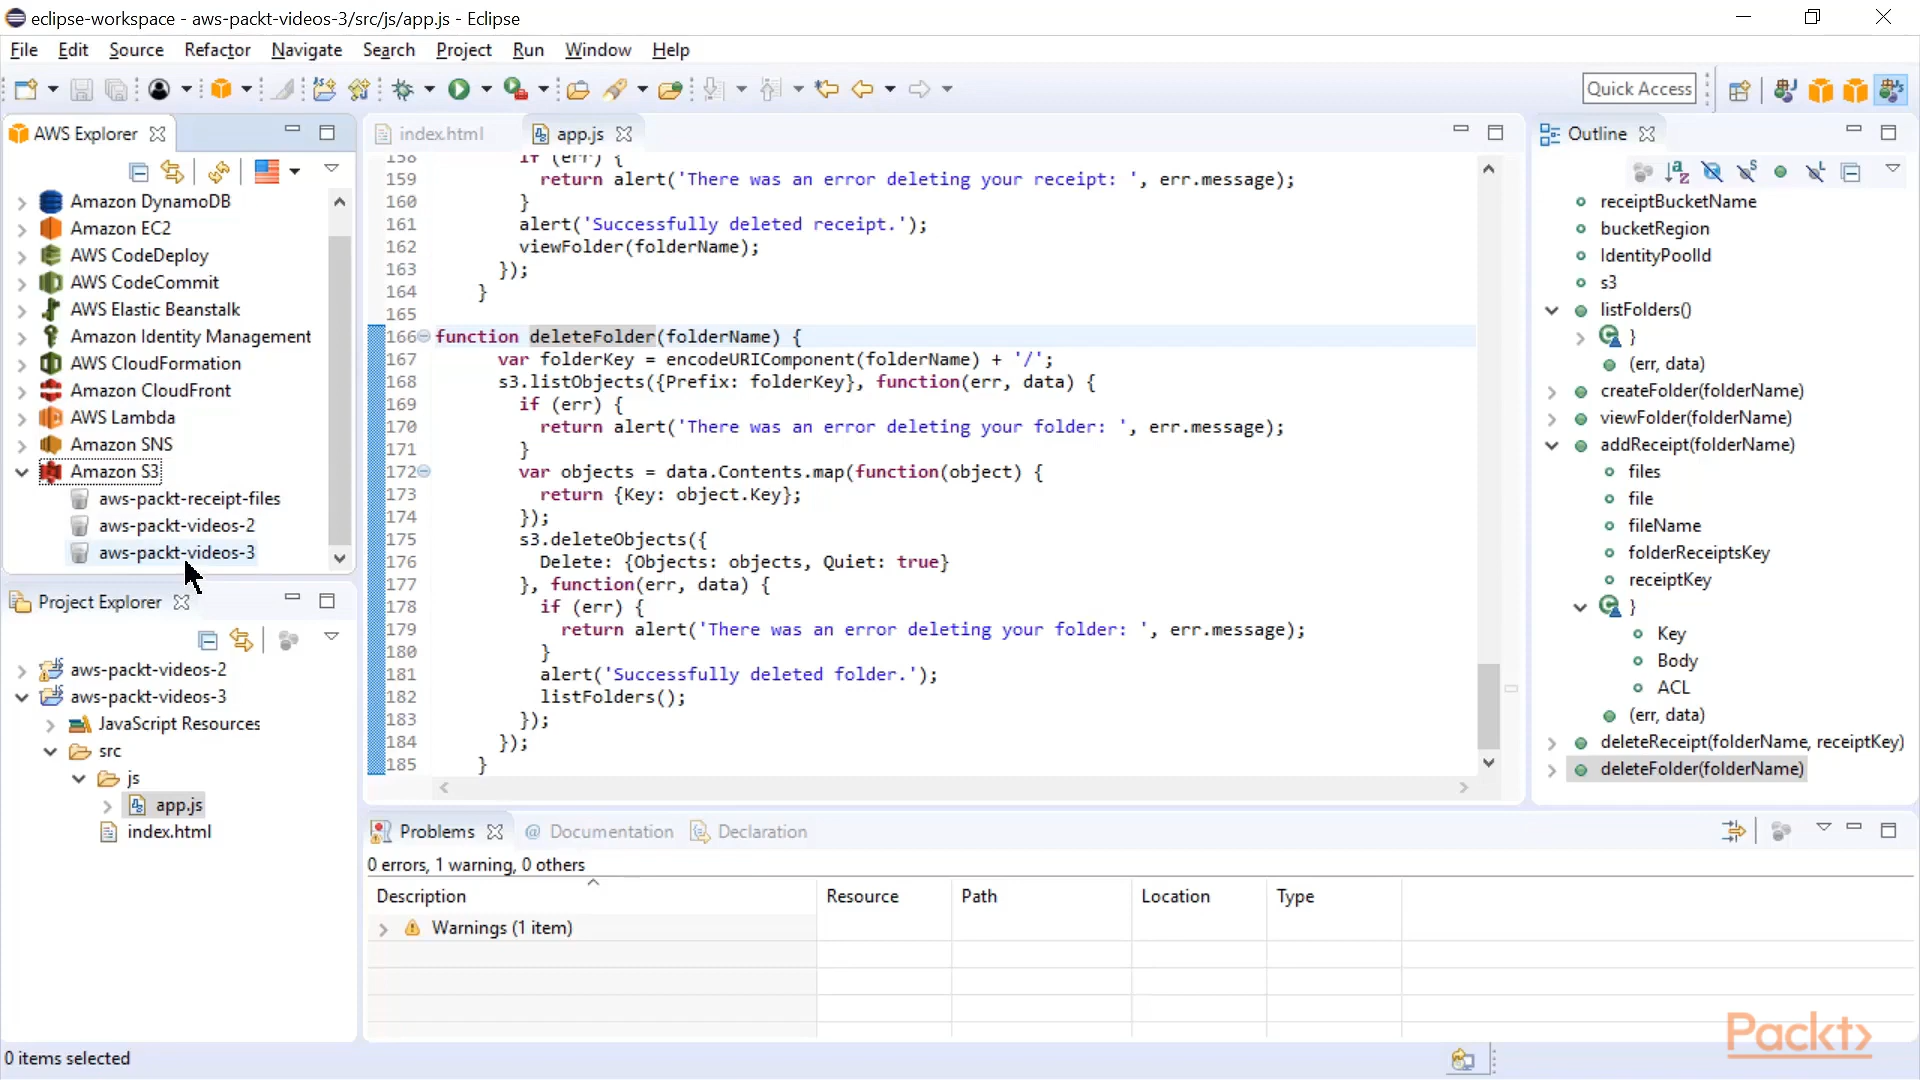 eclipse-workspace - aws-packt-videos-3/src/js/app.js - Eclipse
File Edit Source Refactor Navigate Search Project Run Window Help
Quick Access
AWS Explorer
Amazon DynamoDB
Amazon EC2
AWS CodeDeploy
AWS CodeCommit
AWS Elastic Beanstalk
Amazon Identity Management
AWS CloudFormation
Amazon CloudFront
AWS Lambda
Amazon SNS
Amazon S3
aws-packt-receipt-files
aws-packt-videos-2
aws-packt-videos-3
Project Explorer
aws-packt-videos-2
aws-packt-videos-3
JavaScript Resources
src
js
app.js
index.html
index.html app.js
158 if (err) {
159 return alert('There was an error deleting your receipt: ', err.message);
160 }
161 alert('Successfully deleted receipt.');
162 viewFolder(folderName);
163 });
164 }
165
166 function deleteFolder(folderName) {
167 var folderKey = encodeURIComponent(folderName) + '/';
168 s3.listObjects({Prefix: folderKey}, function(err, data) {
169 if (err) {
170 return alert('There was an error deleting your folder: ', err.message);
171 }
172 var objects = data.Contents.map(function(object) {
173 return {Key: object.Key};
174 });
175 s3.deleteObjects({
176 Delete: {Objects: objects, Quiet: true}
177 }, function(err, data) {
178 if (err) {
179 return alert('There was an error deleting your folder: ', err.message);
180 }
181 alert('Successfully deleted folder.');
182 listFolders();
183 });
184 });
185 }
Outline
receiptBucketName
bucketRegion
IdentityPoolId
s3
listFolders()
}
(err, data)
createFolder(folderName)
viewFolder(folderName)
addReceipt(folderName)
files
file
fileName
folderReceiptsKey
receiptKey
}
Key
Body
ACL
(err, data)
deleteReceipt(folderName, receiptKey)
deleteFolder(folderName)
Problems @ Documentation Declaration
0 errors, 1 warning, 0 others
Description Resource Path Location Type
Warnings (1 item)
Packt
0 items selected